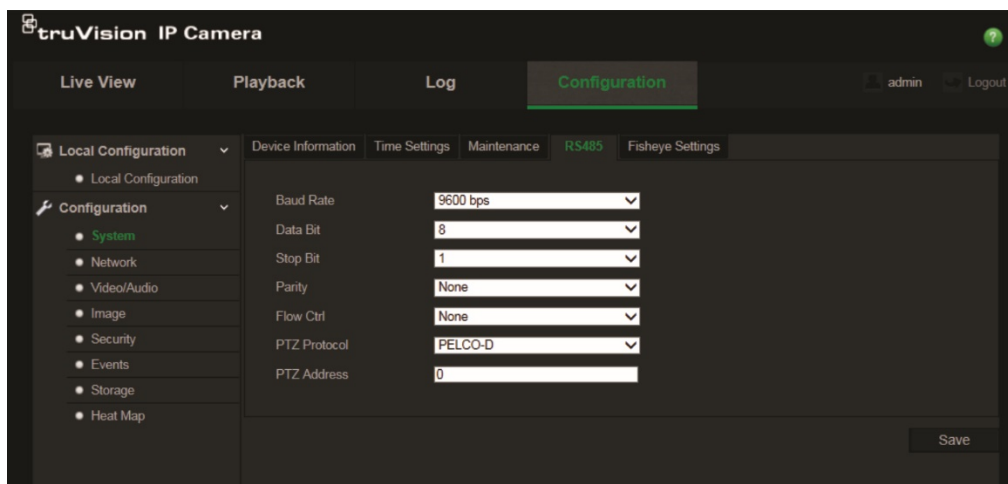 truVision IP Camera
?
Live View Playback Log Configuration admin Logout
Local Configuration
Local Configuration
Configuration
System
Network
Video/Audio
Image
Security
Events
Storage
Heat Map
Device Information Time Settings Maintenance RS485 Fisheye Settings
Baud Rate 9600 bps
Data Bit 8
Stop Bit 1
Parity None
Flow Ctrl None
PTZ Protocol PELCO-D
PTZ Address 0
Save